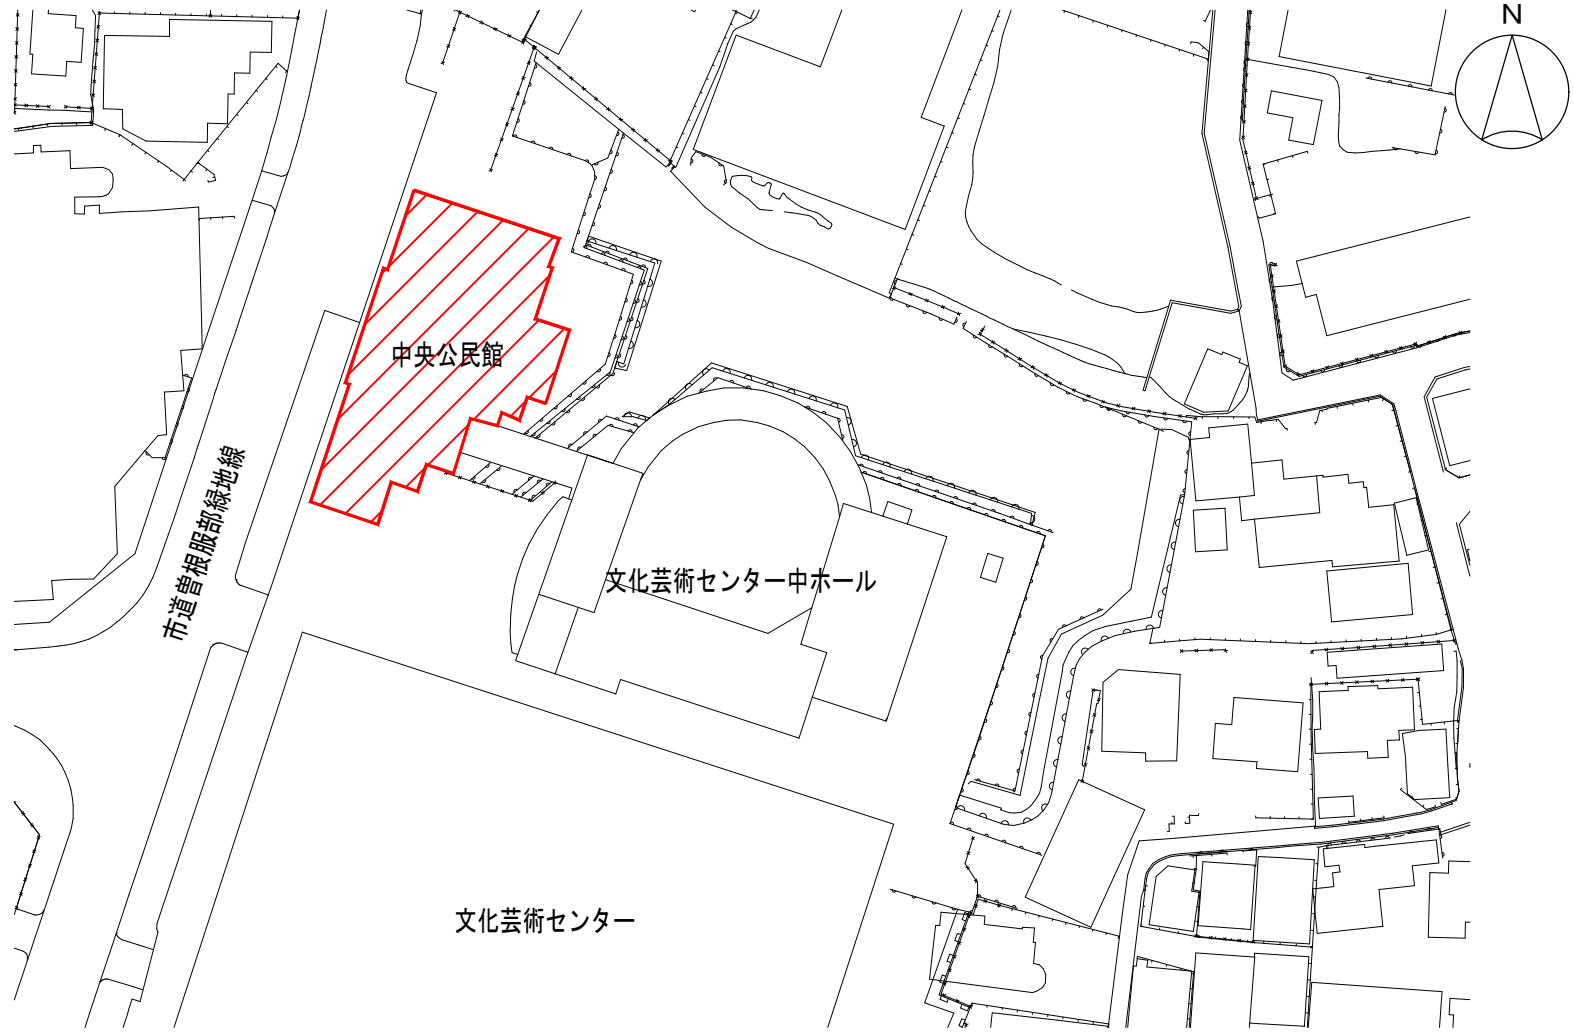 N
中央公民館
市道曽根服部緑地線
文化芸術センター中ホール
文化芸術センター